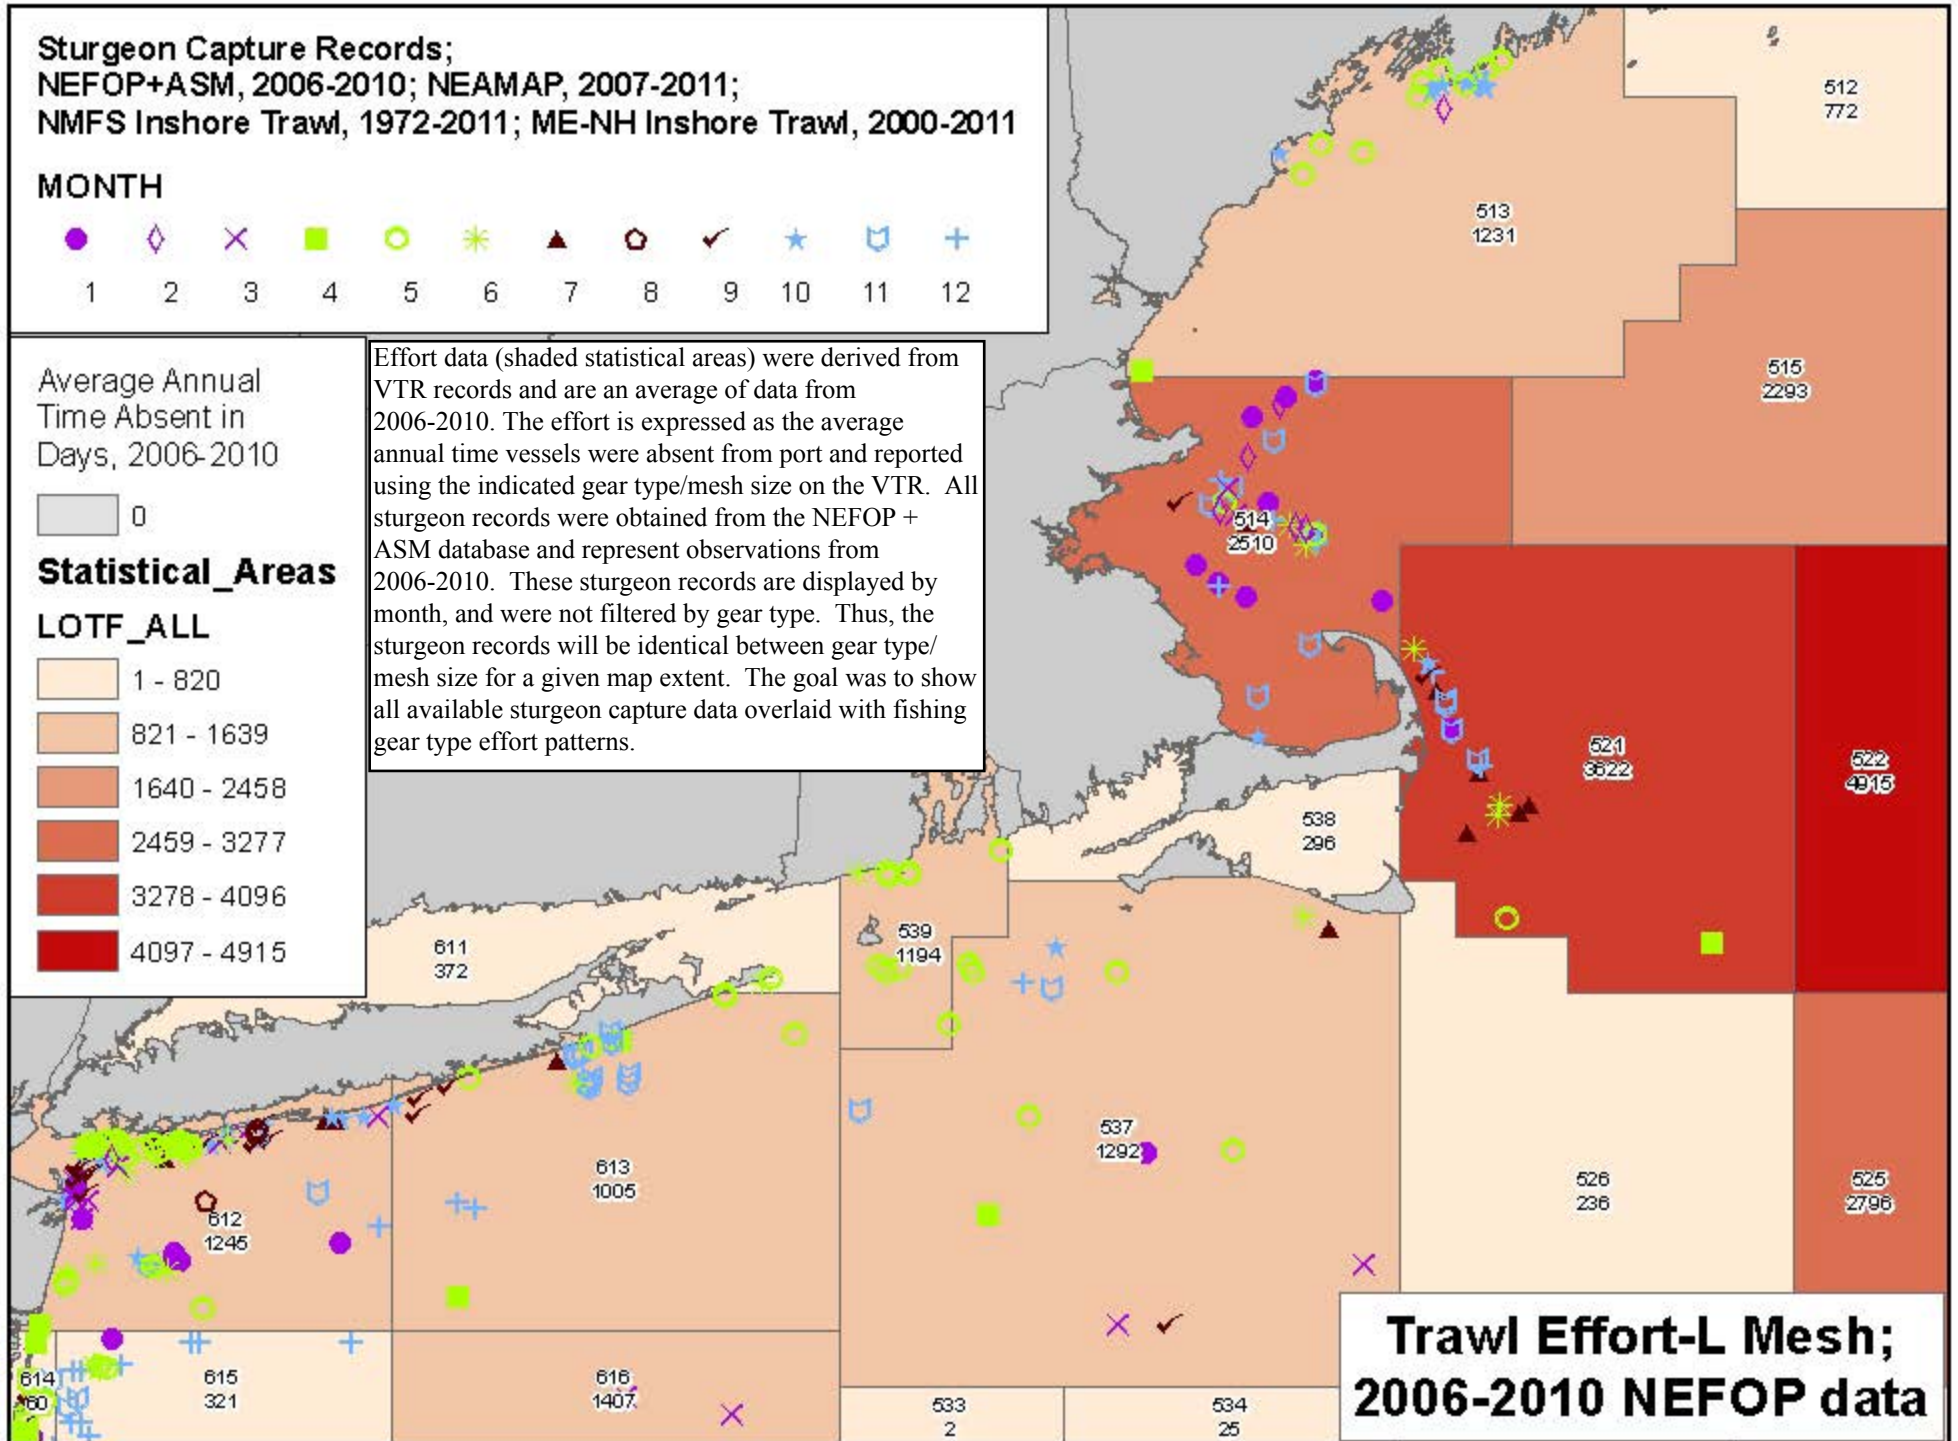 Sturgeon Capture Records;
NEFOP+ASM, 2006-2010; NEAMAP, 2007-2011;
NMFS Inshore Trawl, 1972-2011; ME-NH Inshore Trawl, 2000-2011
MONTH
1 2 3 4 5 6 7 8 9 10 11 12
Average Annual
Time Absent in
Days, 2006-2010
0
Statistical_Areas
LOTF_ALL
1 - 820
821 - 1639
1640 - 2458
2459 - 3277
3278 - 4096
4097 - 4915
Effort data (shaded statistical areas) were derived from
VTR records and are an average of data from
2006-2010. The effort is expressed as the average
annual time vessels were absent from port and reported
using the indicated gear type/mesh size on the VTR. All
sturgeon records were obtained from the NEFOP +
ASM database and represent observations from
2006-2010. These sturgeon records are displayed by
month, and were not filtered by gear type. Thus, the
sturgeon records will be identical between gear type/
mesh size for a given map extent. The goal was to show
all available sturgeon capture data overlaid with fishing
gear type effort patterns.
512
772
513
1231
515
2293
514
2510
521
3622
522
4915
538
296
539
1194
611
372
537
1292
613
1005
612
1245
526
236
525
2796
614
60
615
321
616
1407
533
2
534
25
Trawl Effort-L Mesh;
2006-2010 NEFOP data